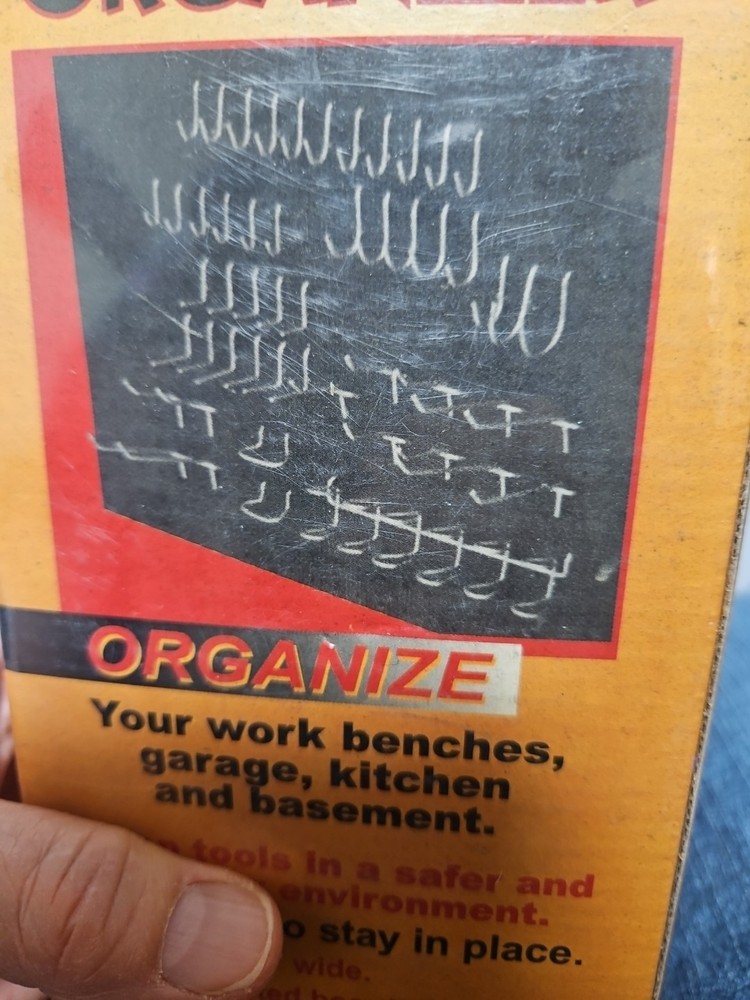 ORGANIZE
Your work benches,
garage, kitchen
and basement.
tools in a safer and
environment.
stay in place.
wide.